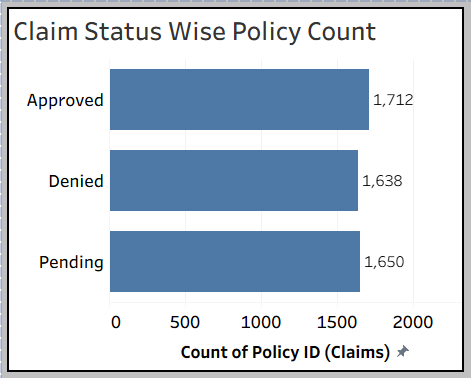 Claim Status Wise Policy Count
Approved 1,712
Denied 1,638
Pending 1,650
0 500 1000 1500 2000
Count of Policy ID (Claims)